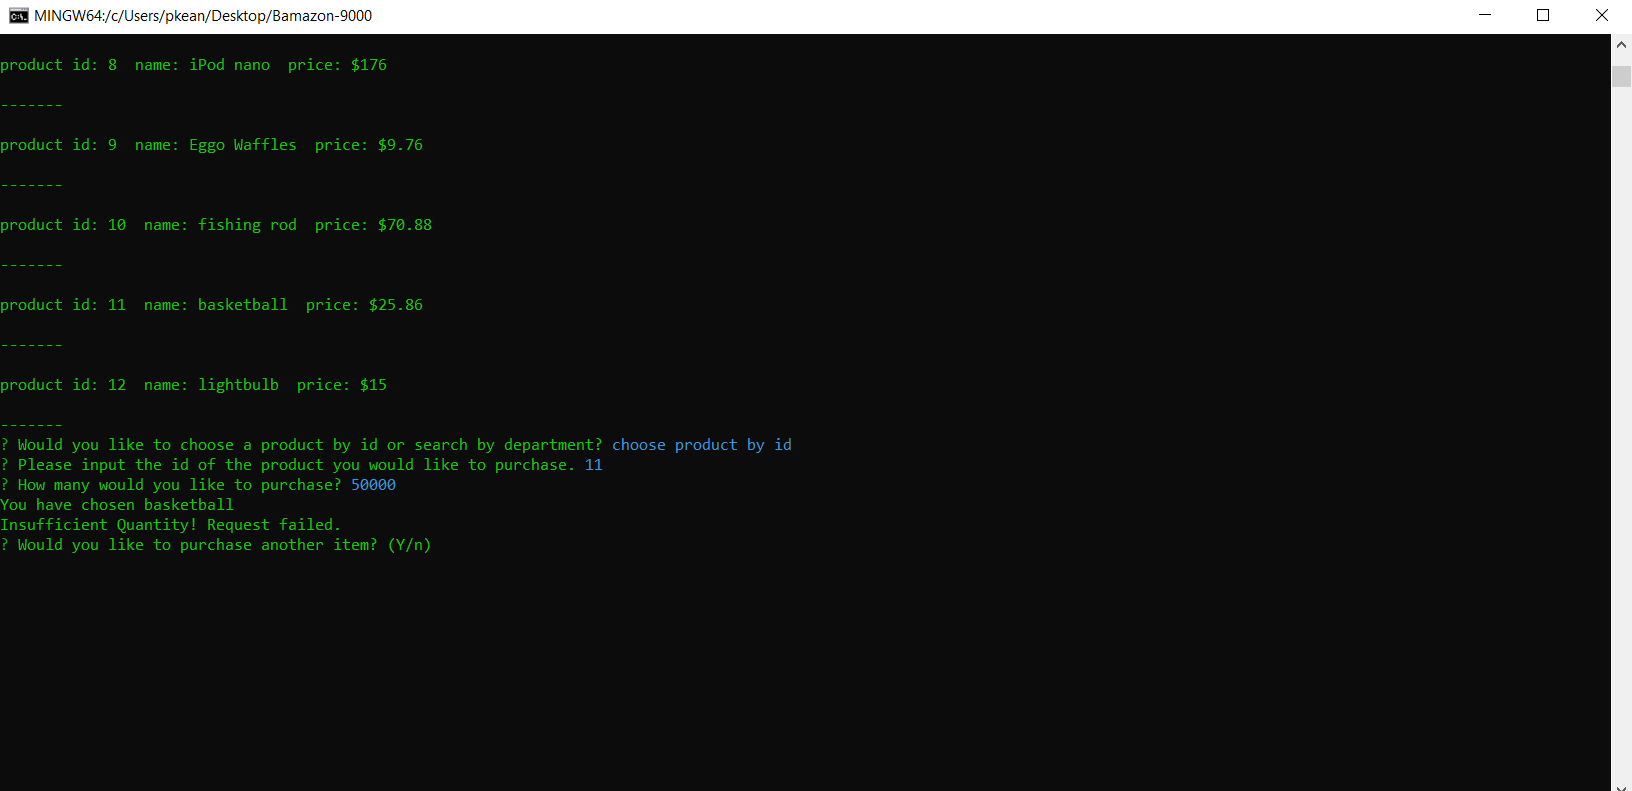 MINGW64:/c/Users/pkean/Desktop/Bamazon-9000
product id: 8  name: iPod nano  price: $176
-------
product id: 9  name: Eggo Waffles  price: $9.76
-------
product id: 10  name: fishing rod  price: $70.88
-------
product id: 11  name: basketball  price: $25.86
-------
product id: 12  name: lightbulb  price: $15
-------
? Would you like to choose a product by id or search by department? choose product by id
? Please input the id of the product you would like to purchase. 11
? How many would you like to purchase? 50000
You have chosen basketball
Insufficient Quantity! Request failed.
? Would you like to purchase another item? (Y/n)